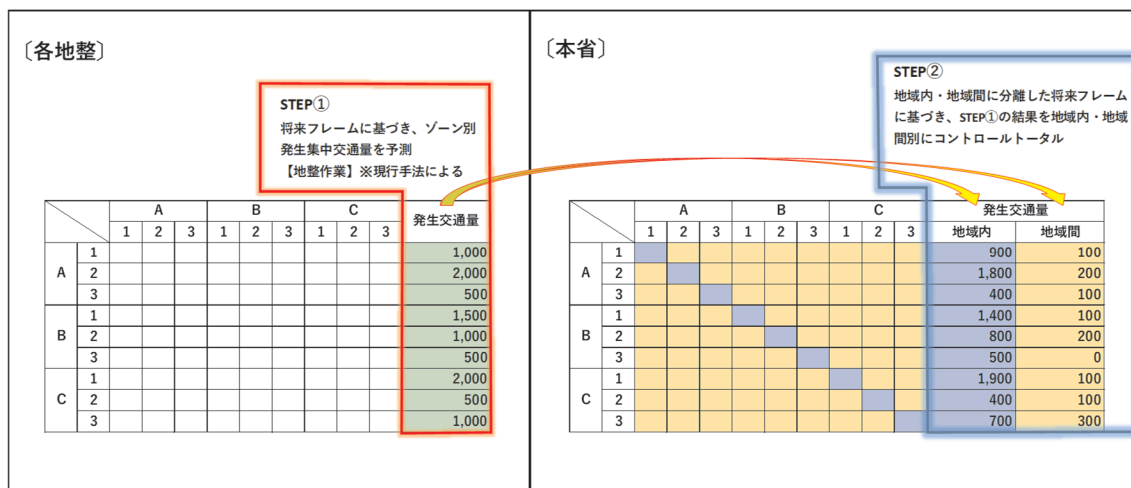 〔各地整〕
STEP①
将来フレームに基づき、ゾーン別
発生集中交通量を予測
【地整作業】※現行手法による
A B C 発生交通量
1 2 3 1 2 3 1 2 3
A 1 1,000
2 2,000
3 500
B 1 1,500
2 1,000
3 500
C 1 2,000
2 500
3 1,000
〔本省〕
STEP②
地域内・地域間に分離した将来フレーム
に基づき、STEP①の結果を地域内・地域
間別にコントロールトータル
A B C 発生交通量
1 2 3 1 2 3 1 2 3 地域内 地域間
A 1 900 100
2 1,800 200
3 400 100
B 1 1,400 100
2 800 200
3 500 0
C 1 1,900 100
2 400 100
3 700 300